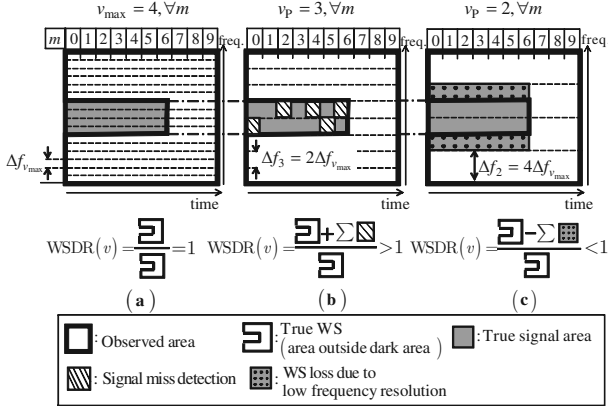 v_max = 4, ∀m v_P = 3, ∀m v_P = 2, ∀m
m 0 1 2 3 4 5 6 7 8 9 freq. 0 1 2 3 4 5 6 7 8 9 freq. 0 1 2 3 4 5 6 7 8 9 freq.
Δf_v_max Δf_3 = 2Δf_v_max Δf_2 = 4Δf_v_max
time time time
WSDR(v) = = 1 WSDR(v) = +Σ > 1 WSDR(v) = −Σ < 1
(a) (b) (c)
: Observed area : True WS (area outside dark area) : True signal area
: Signal miss detection : WS loss due to low frequency resolution